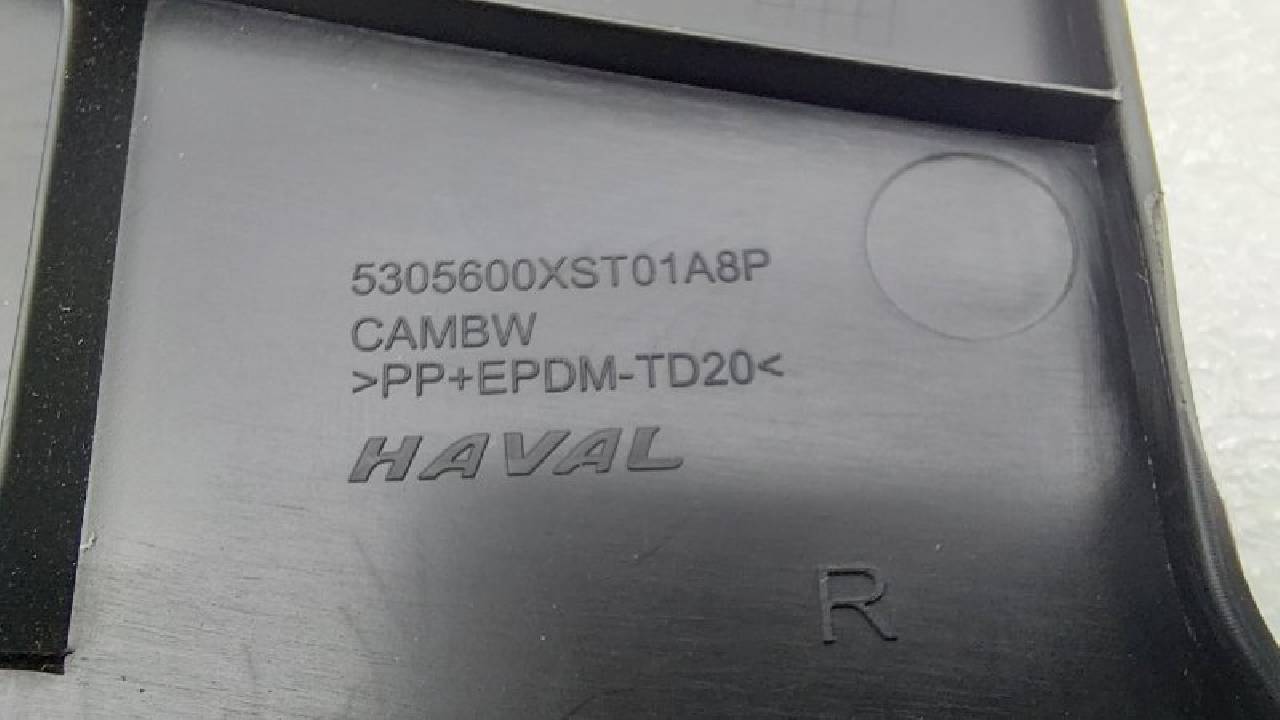 5305600XST01A8P
CAMBW
>PP+EPDM-TD20<
HAVAL
R